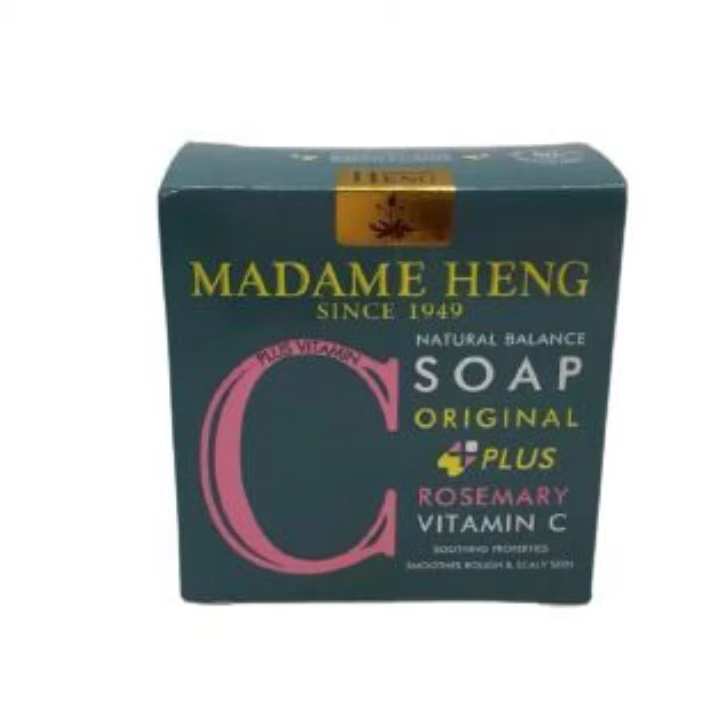 HENG
MADAME HENG
SINCE 1949
PLUS VITAMIN
C
NATURAL BALANCE
SOAP
ORIGINAL
PLUS
ROSEMARY
VITAMIN C
SOOTHING PROPERTIES
SMOOTHES ROUGH & SCALY SKIN